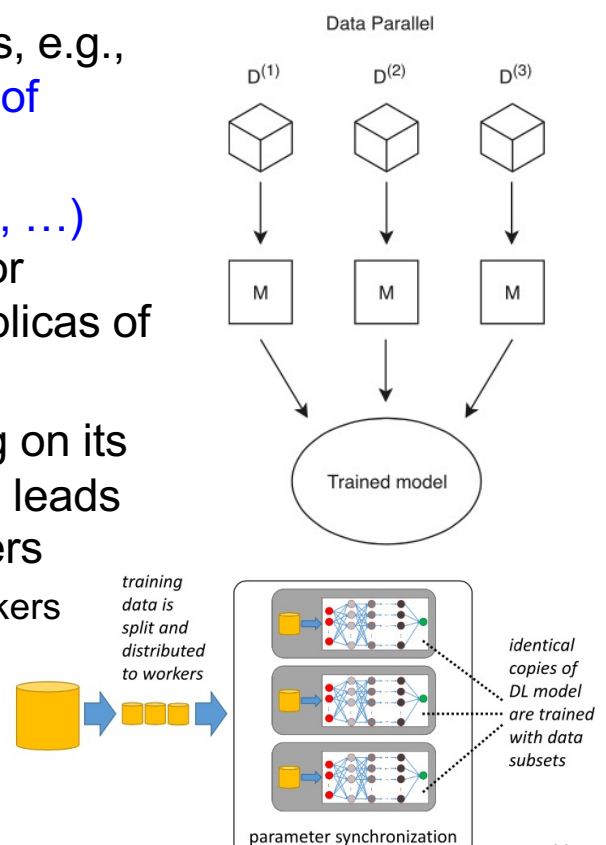 s, e.g.,
of
, …)
or
plicas of
g on its
leads
ers
kers
Data Parallel
D(1) D(2) D(3)
M M M
Trained model
training
data is
split and
distributed
to workers
identical
copies of
DL model
are trained
with data
subsets
parameter synchronization